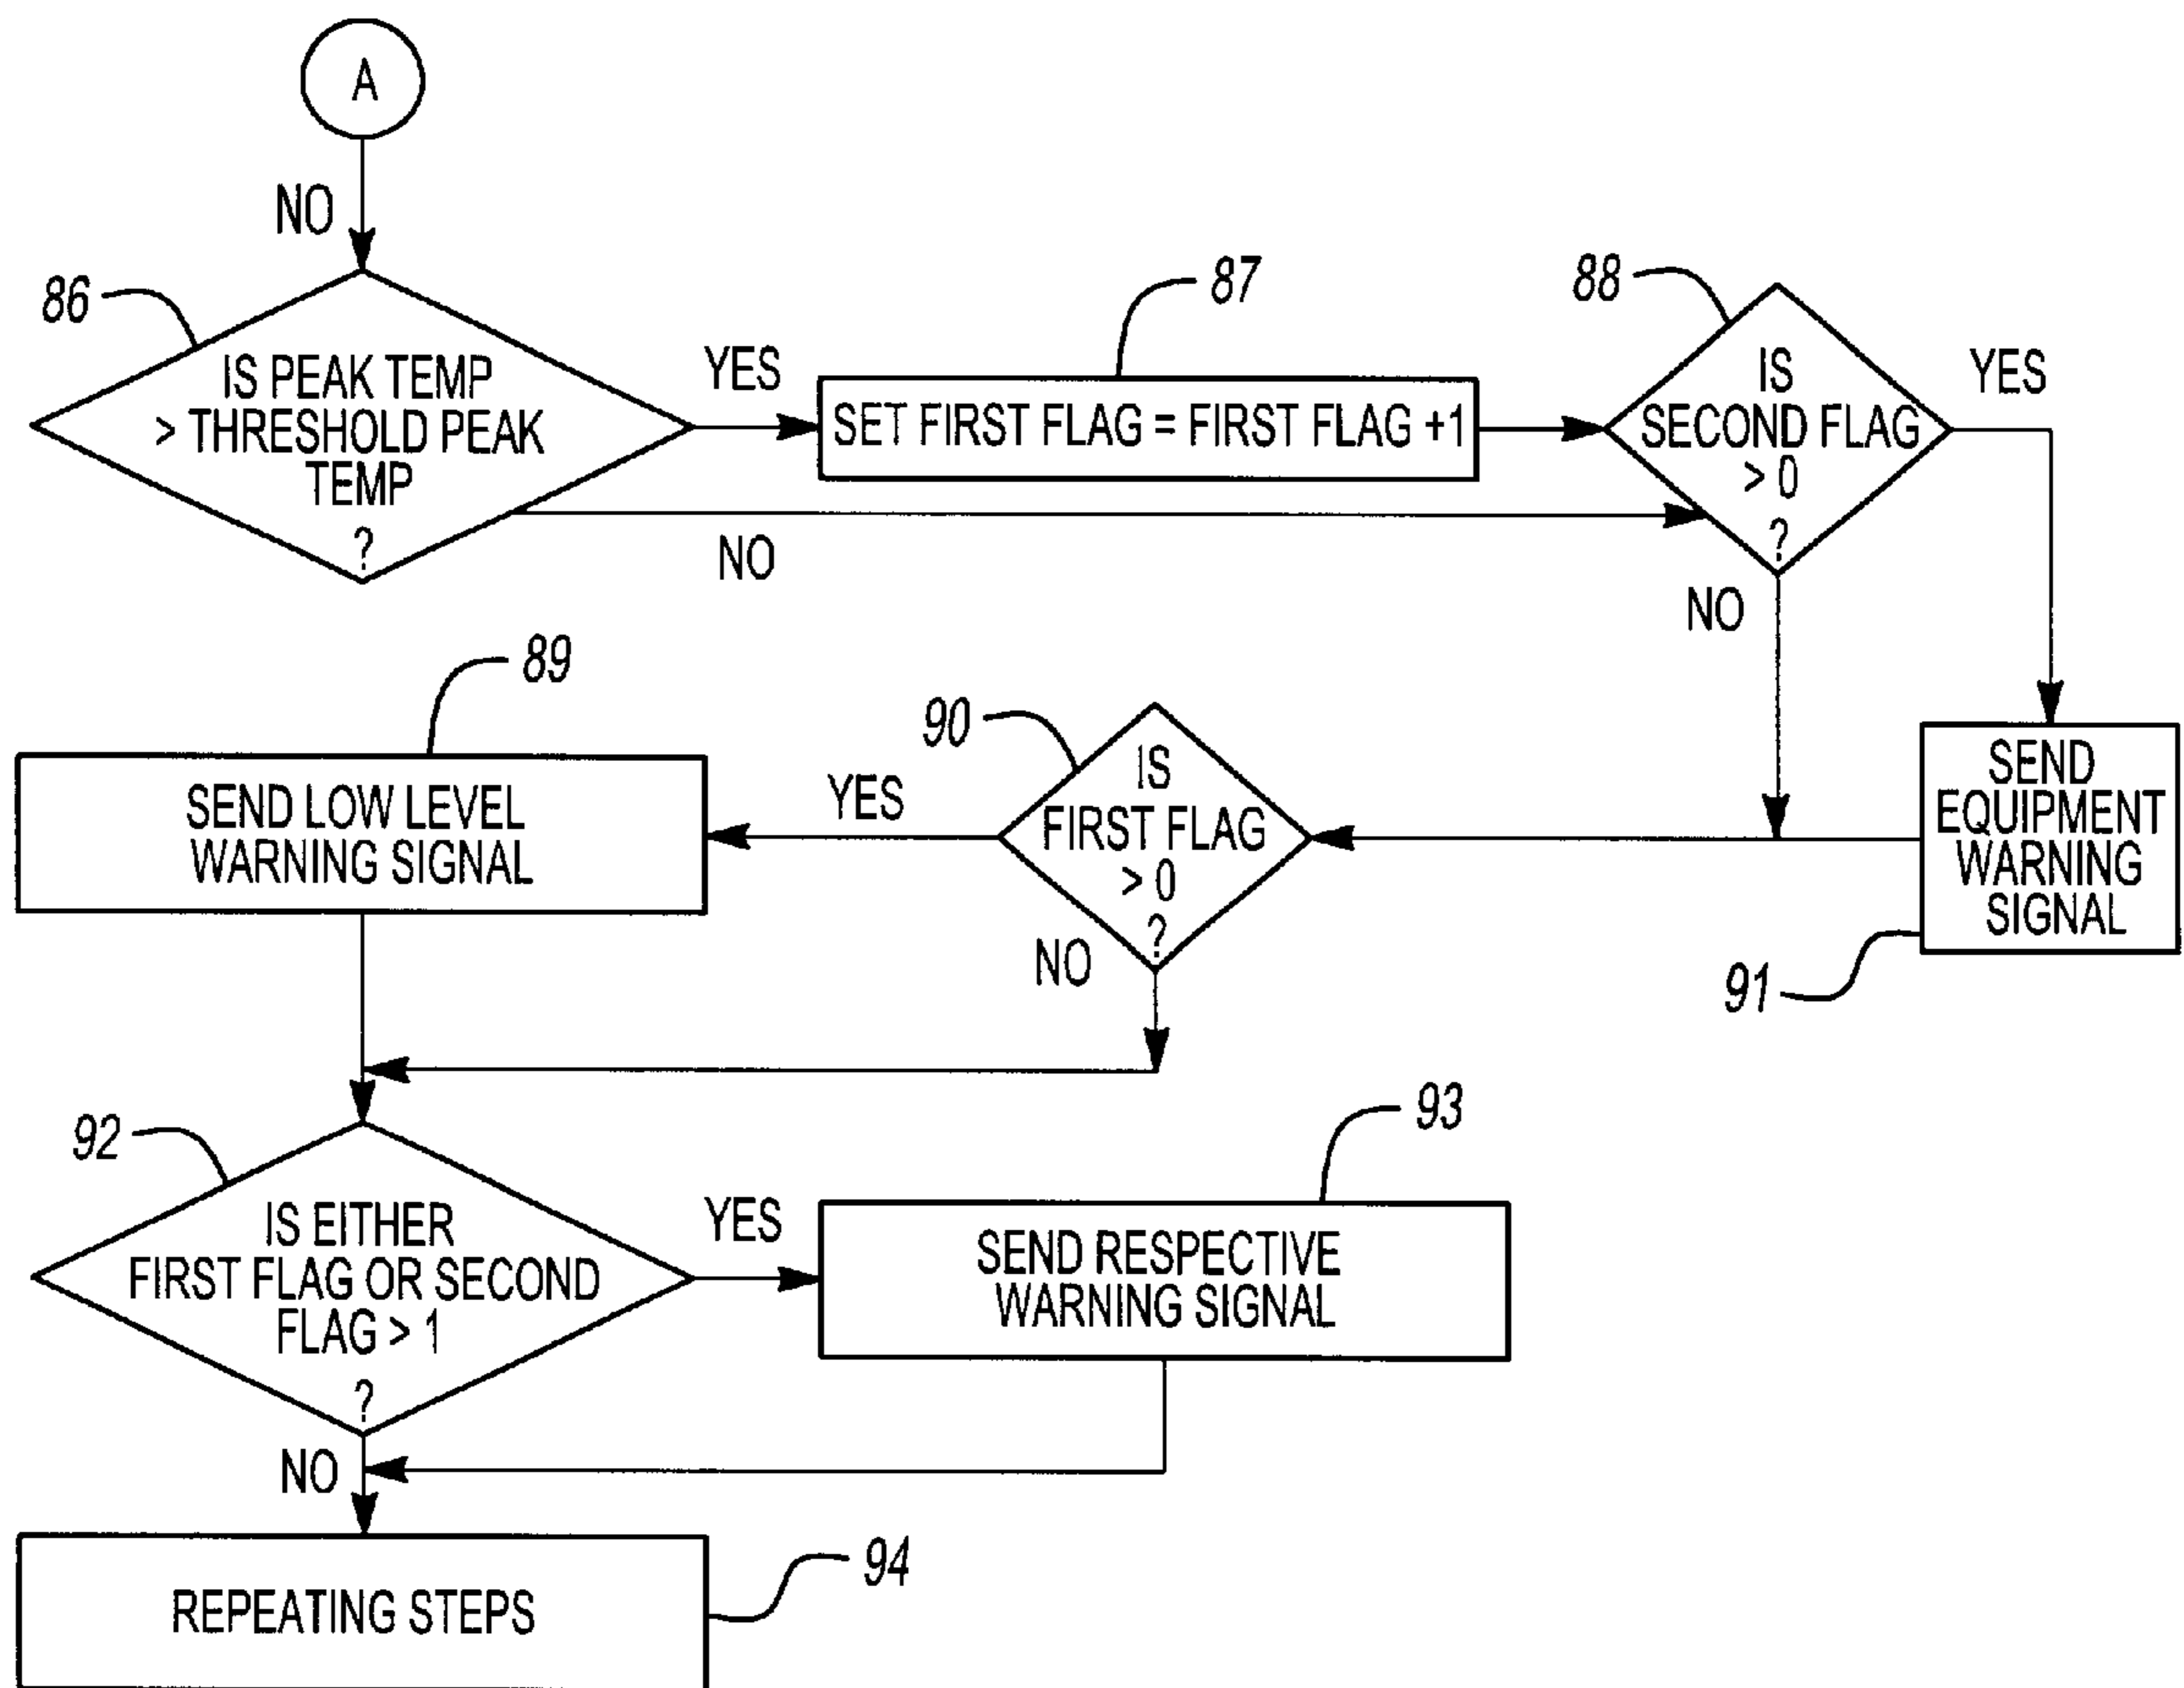 A
NO
86
IS PEAK TEMP
> THRESHOLD PEAK
TEMP
?
YES
NO
87
SET FIRST FLAG = FIRST FLAG +1
88
IS
SECOND FLAG
> 0
?
YES
NO
89
SEND LOW LEVEL
WARNING SIGNAL
YES
90
IS
FIRST FLAG
> 0
?
NO
SEND
EQUIPMENT
WARNING
SIGNAL
91
92
IS EITHER
FIRST FLAG OR SECOND
FLAG > 1
?
YES
NO
93
SEND RESPECTIVE
WARNING SIGNAL
REPEATING STEPS
94